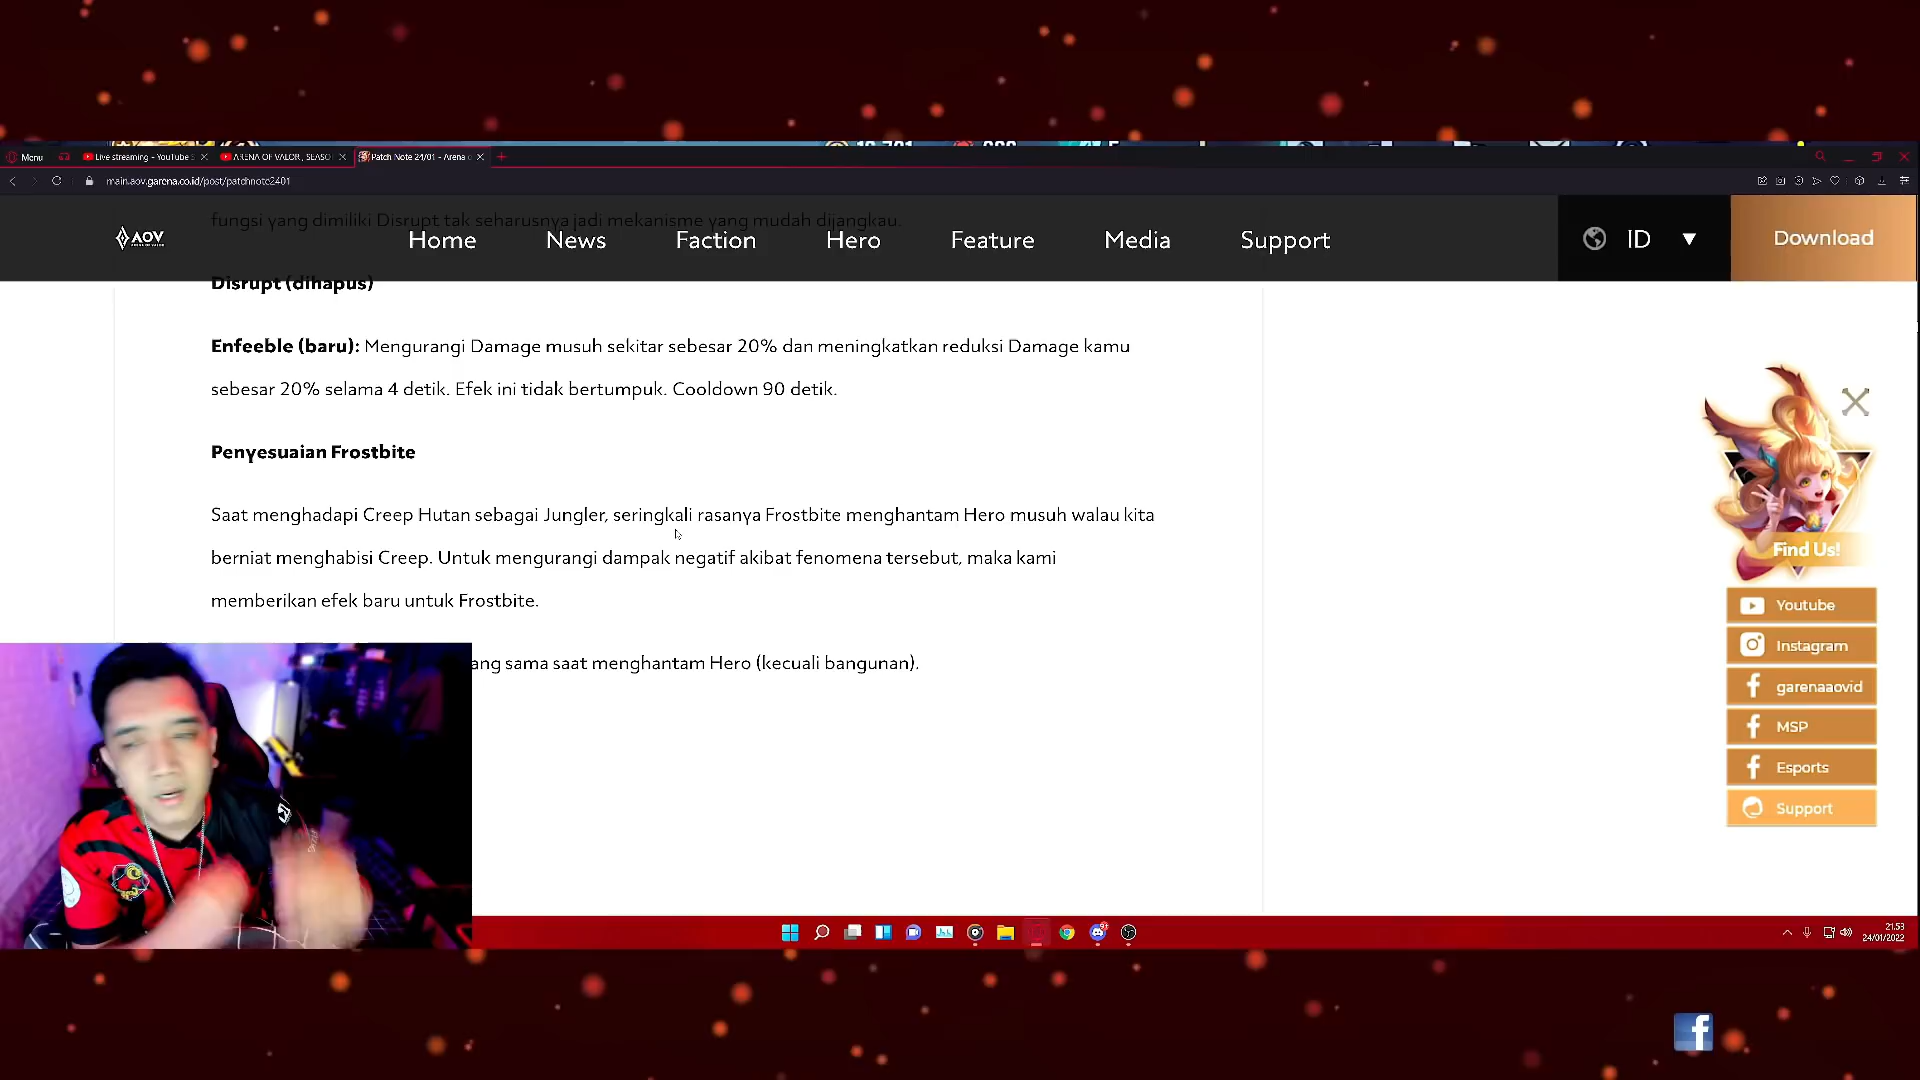 Menu
Live streaming - YouTube S
ARENA OF VALOR , SEASO
Patch Note 24/01 - Arena o
main.aov.garena.co.id/post/patchnote2401
fungsi yang dimiliki Disrupt tak seharusnya jadi mekanisme yang mudah dijangkau.
AOV
Home
News
Faction
Hero
Feature
Media
Support
ID
Download
Disrupt (dihapus)
Enfeeble (baru): Mengurangi Damage musuh sekitar sebesar 20% dan meningkatkan reduksi Damage kamu
sebesar 20% selama 4 detik. Efek ini tidak bertumpuk. Cooldown 90 detik.
Penyesuaian Frostbite
Saat menghadapi Creep Hutan sebagai Jungler, seringkali rasanya Frostbite menghantam Hero musuh walau kita
berniat menghabisi Creep. Untuk mengurangi dampak negatif akibat fenomena tersebut, maka kami
memberikan efek baru untuk Frostbite.
ang sama saat menghantam Hero (kecuali bangunan).
Find Us!
Youtube
Instagram
garenaaovid
MSP
Esports
Support
21.53
24/01/2022